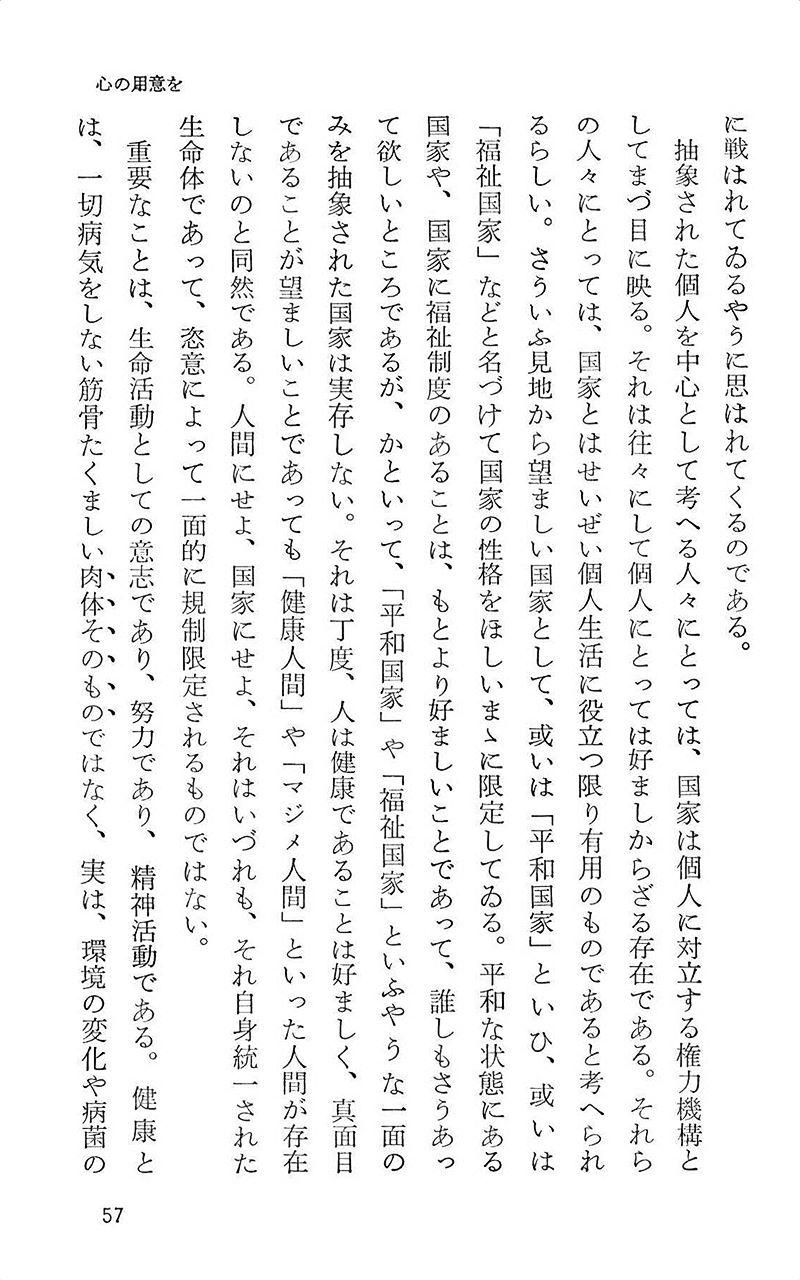 心の用意を
に戦はれてゐるやうに思はれてくるのである。
抽象された個人を中心として考へる人々にとっては、国家は個人に対立する権力機構と
してまづ目に映る。それは往々にして個人にとっては好ましからざる存在である。それら
の人々にとっては、国家とはせいぜい個人生活に役立つ限り有用のものであると考へられ
るらしい。さういふ見地から望ましい国家として、或いは「平和国家」といひ、或いは
「福祉国家」などと名づけて国家の性格をほしいまゝに限定してゐる。平和な状態にある
国家や、国家に福祉制度のあることは、もとより好ましいことであって、誰しもさうあっ
て欲しいところであるが、かといって、「平和国家」や「福祉国家」といふやうな一面の
みを抽象された国家は実存しない。それは丁度、人は健康であることは好ましく、真面目
であることが望ましいことであっても「健康人間」や「マジメ人間」といった人間が存在
しないのと同然である。人間にせよ、国家にせよ、それはいづれも、それ自身統一された
生命体であって、恣意によって一面的に規制限定されるものではない。
重要なことは、生命活動としての意志であり、努力であり、精神活動である。健康と
は、一切病気をしない筋骨たくましい肉体そのものではなく、実は、環境の変化や病菌の
57